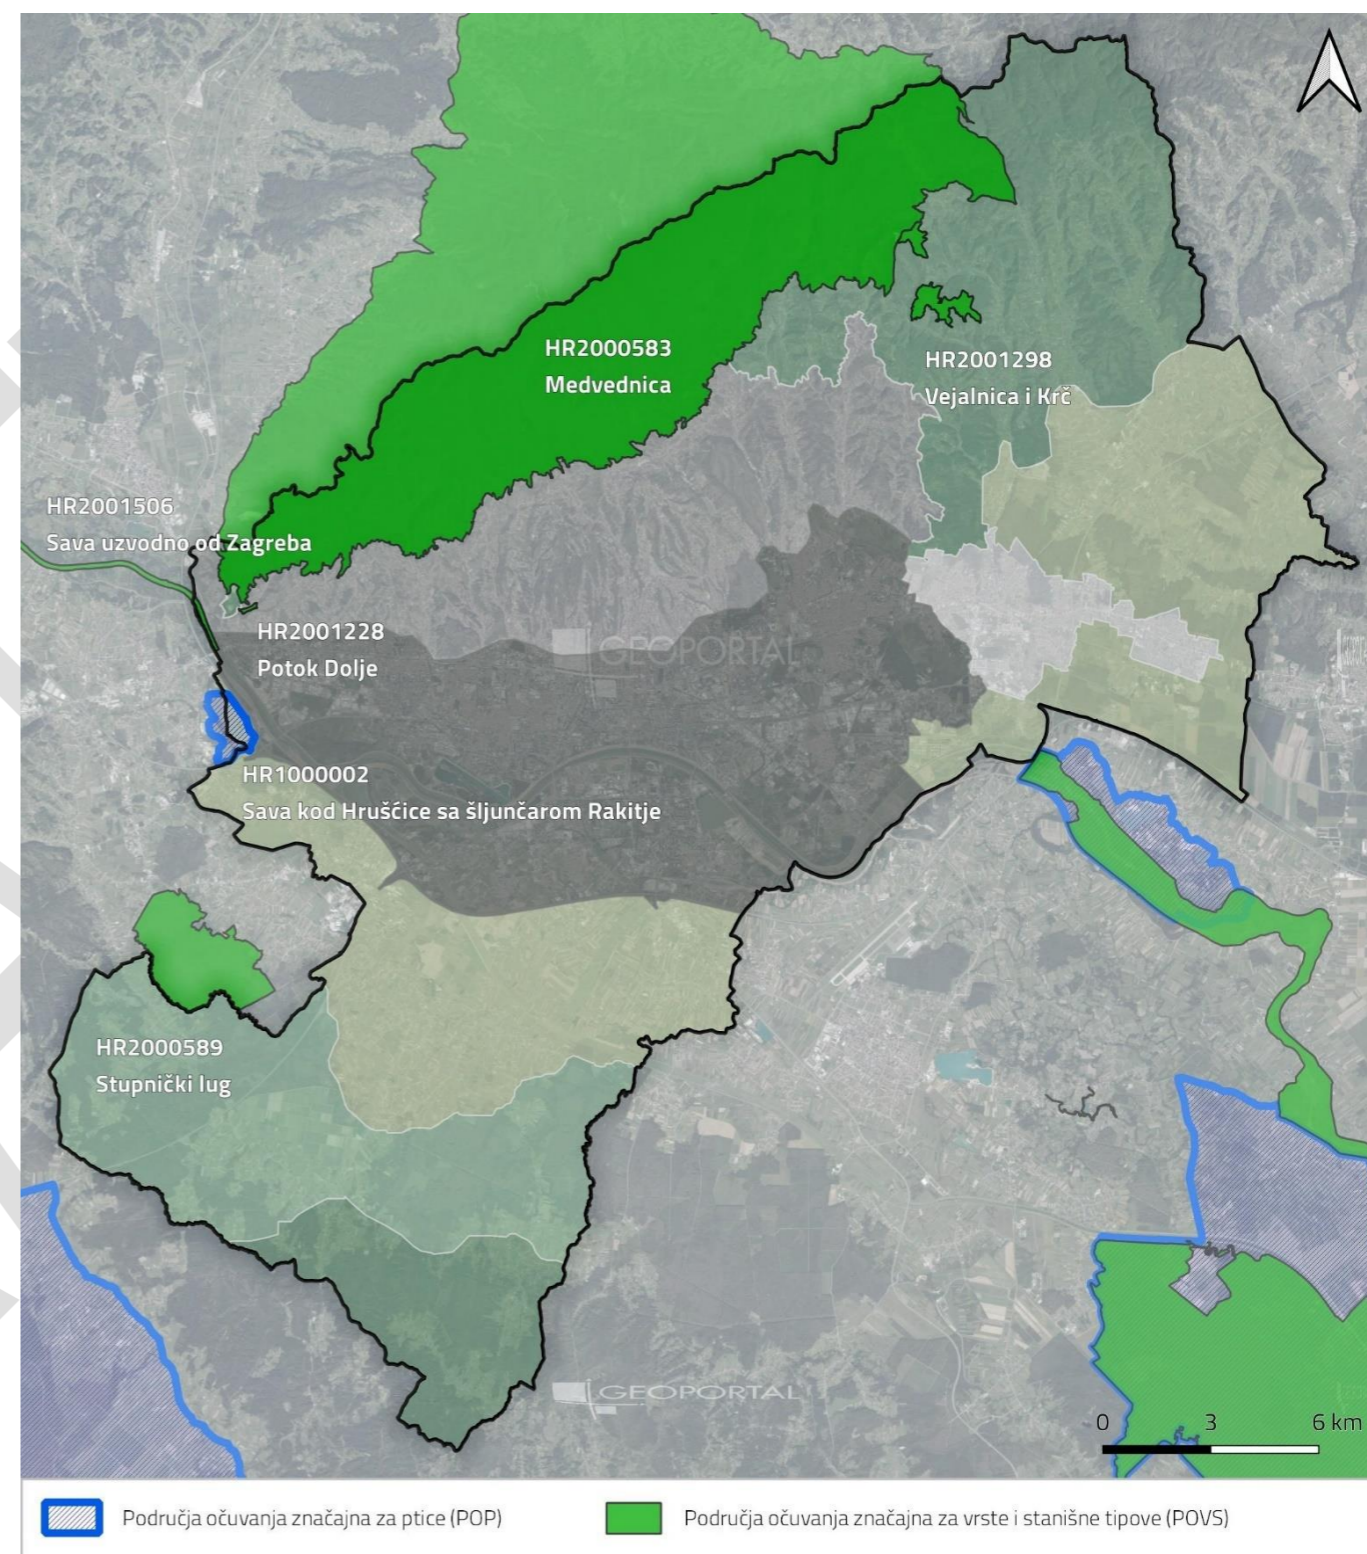 HR2000583
Medvednica
HR2001298
Vejalnica i Krč
HR2001506
Sava uzvodno od Zagreba
HR2001228
Potok Dolje
GEOPORTAL
HR1000002
Sava kod Hrušćice sa šljunčarom Rakitje
HR2000589
Stupnički lug
GEOPORTAL
0 3 6 km
Područja očuvanja značajna za ptice (POP)
Područja očuvanja značajna za vrste i stanišne tipove (POVS)